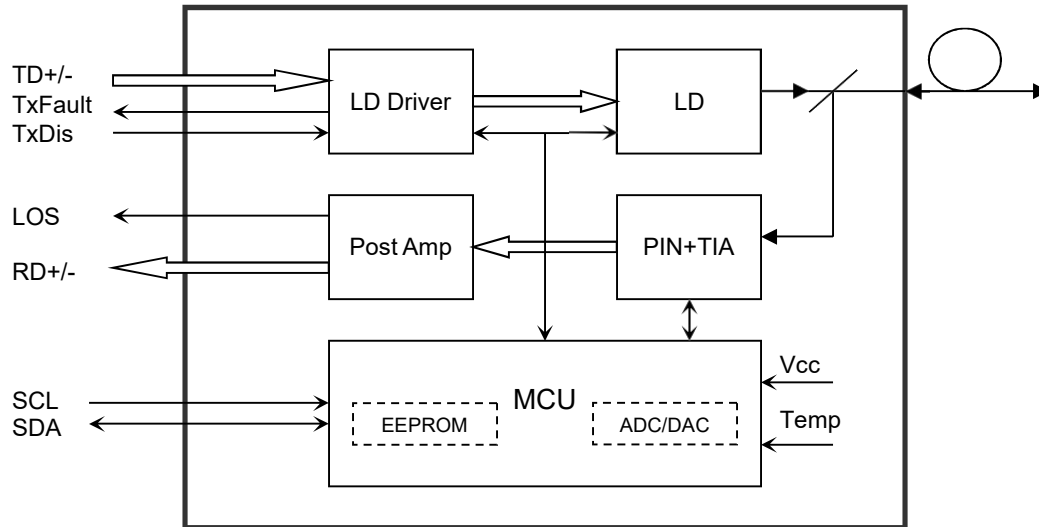 TD+/-
TxFault
TxDis
LD Driver
LD
LOS
RD+/-
Post Amp
PIN+TIA
SCL
SDA
MCU
EEPROM
ADC/DAC
Vcc
Temp